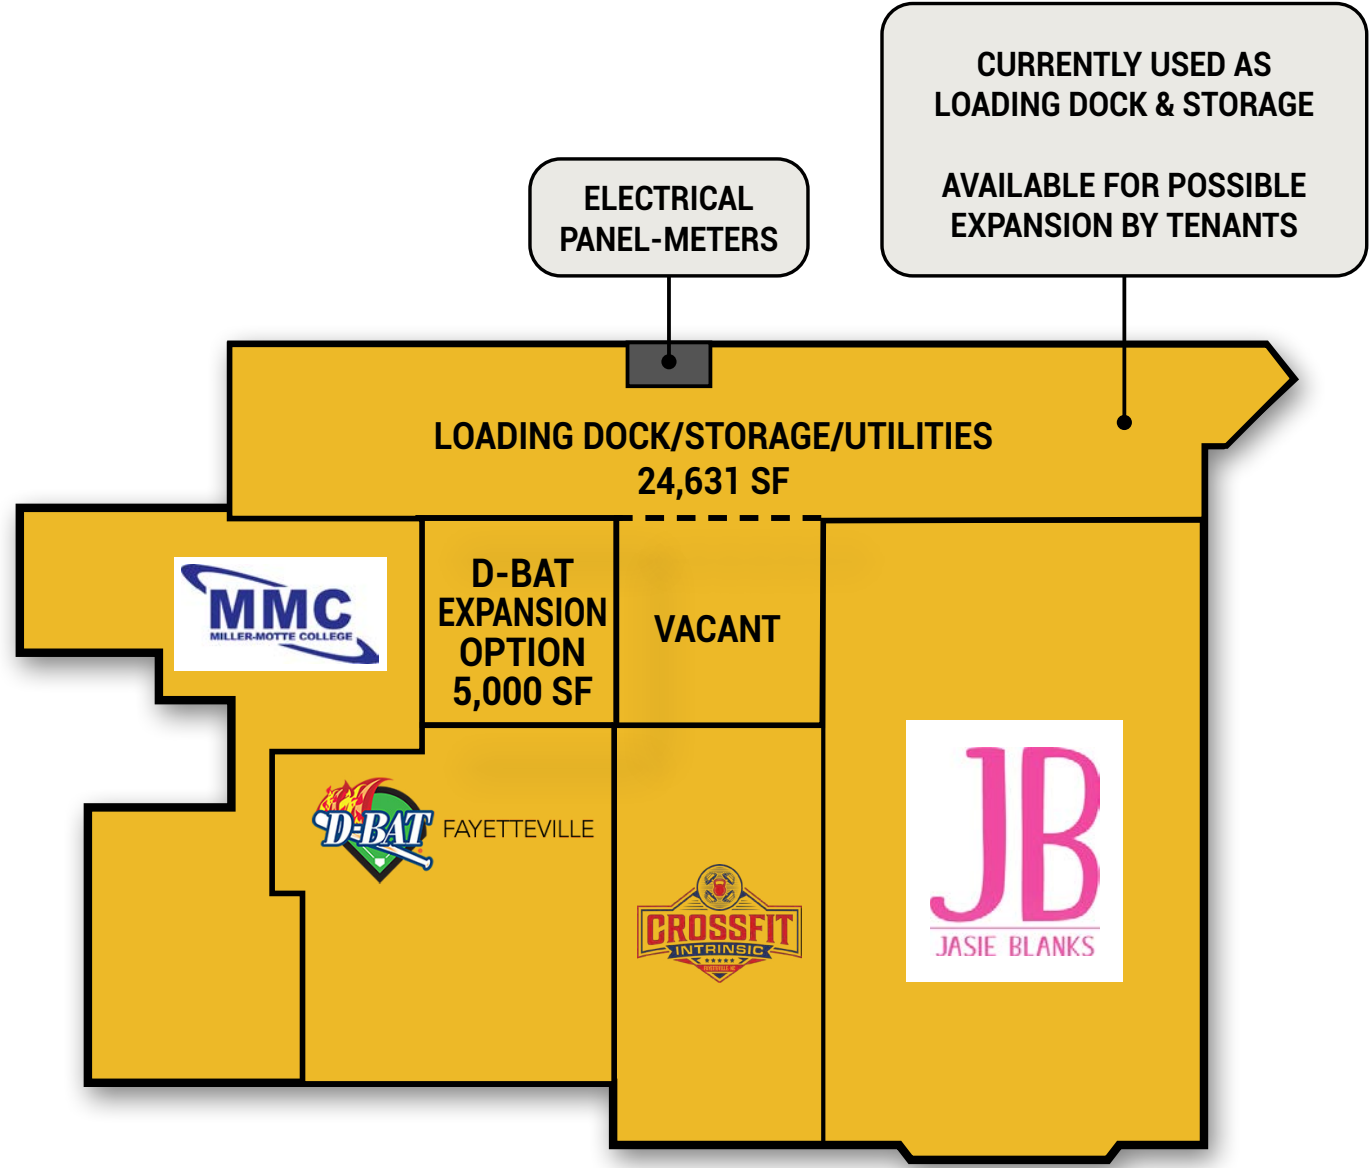 CURRENTLY USED AS
LOADING DOCK & STORAGE
AVAILABLE FOR POSSIBLE
EXPANSION BY TENANTS
ELECTRICAL
PANEL-METERS
LOADING DOCK/STORAGE/UTILITIES
24,631 SF
MMC
MILLER-MOTTE COLLEGE
D-BAT
EXPANSION
OPTION
5,000 SF
VACANT
D-BAT
FAYETTEVILLE
CROSSFIT
INTRINSIC
JB
JASIE BLANKS